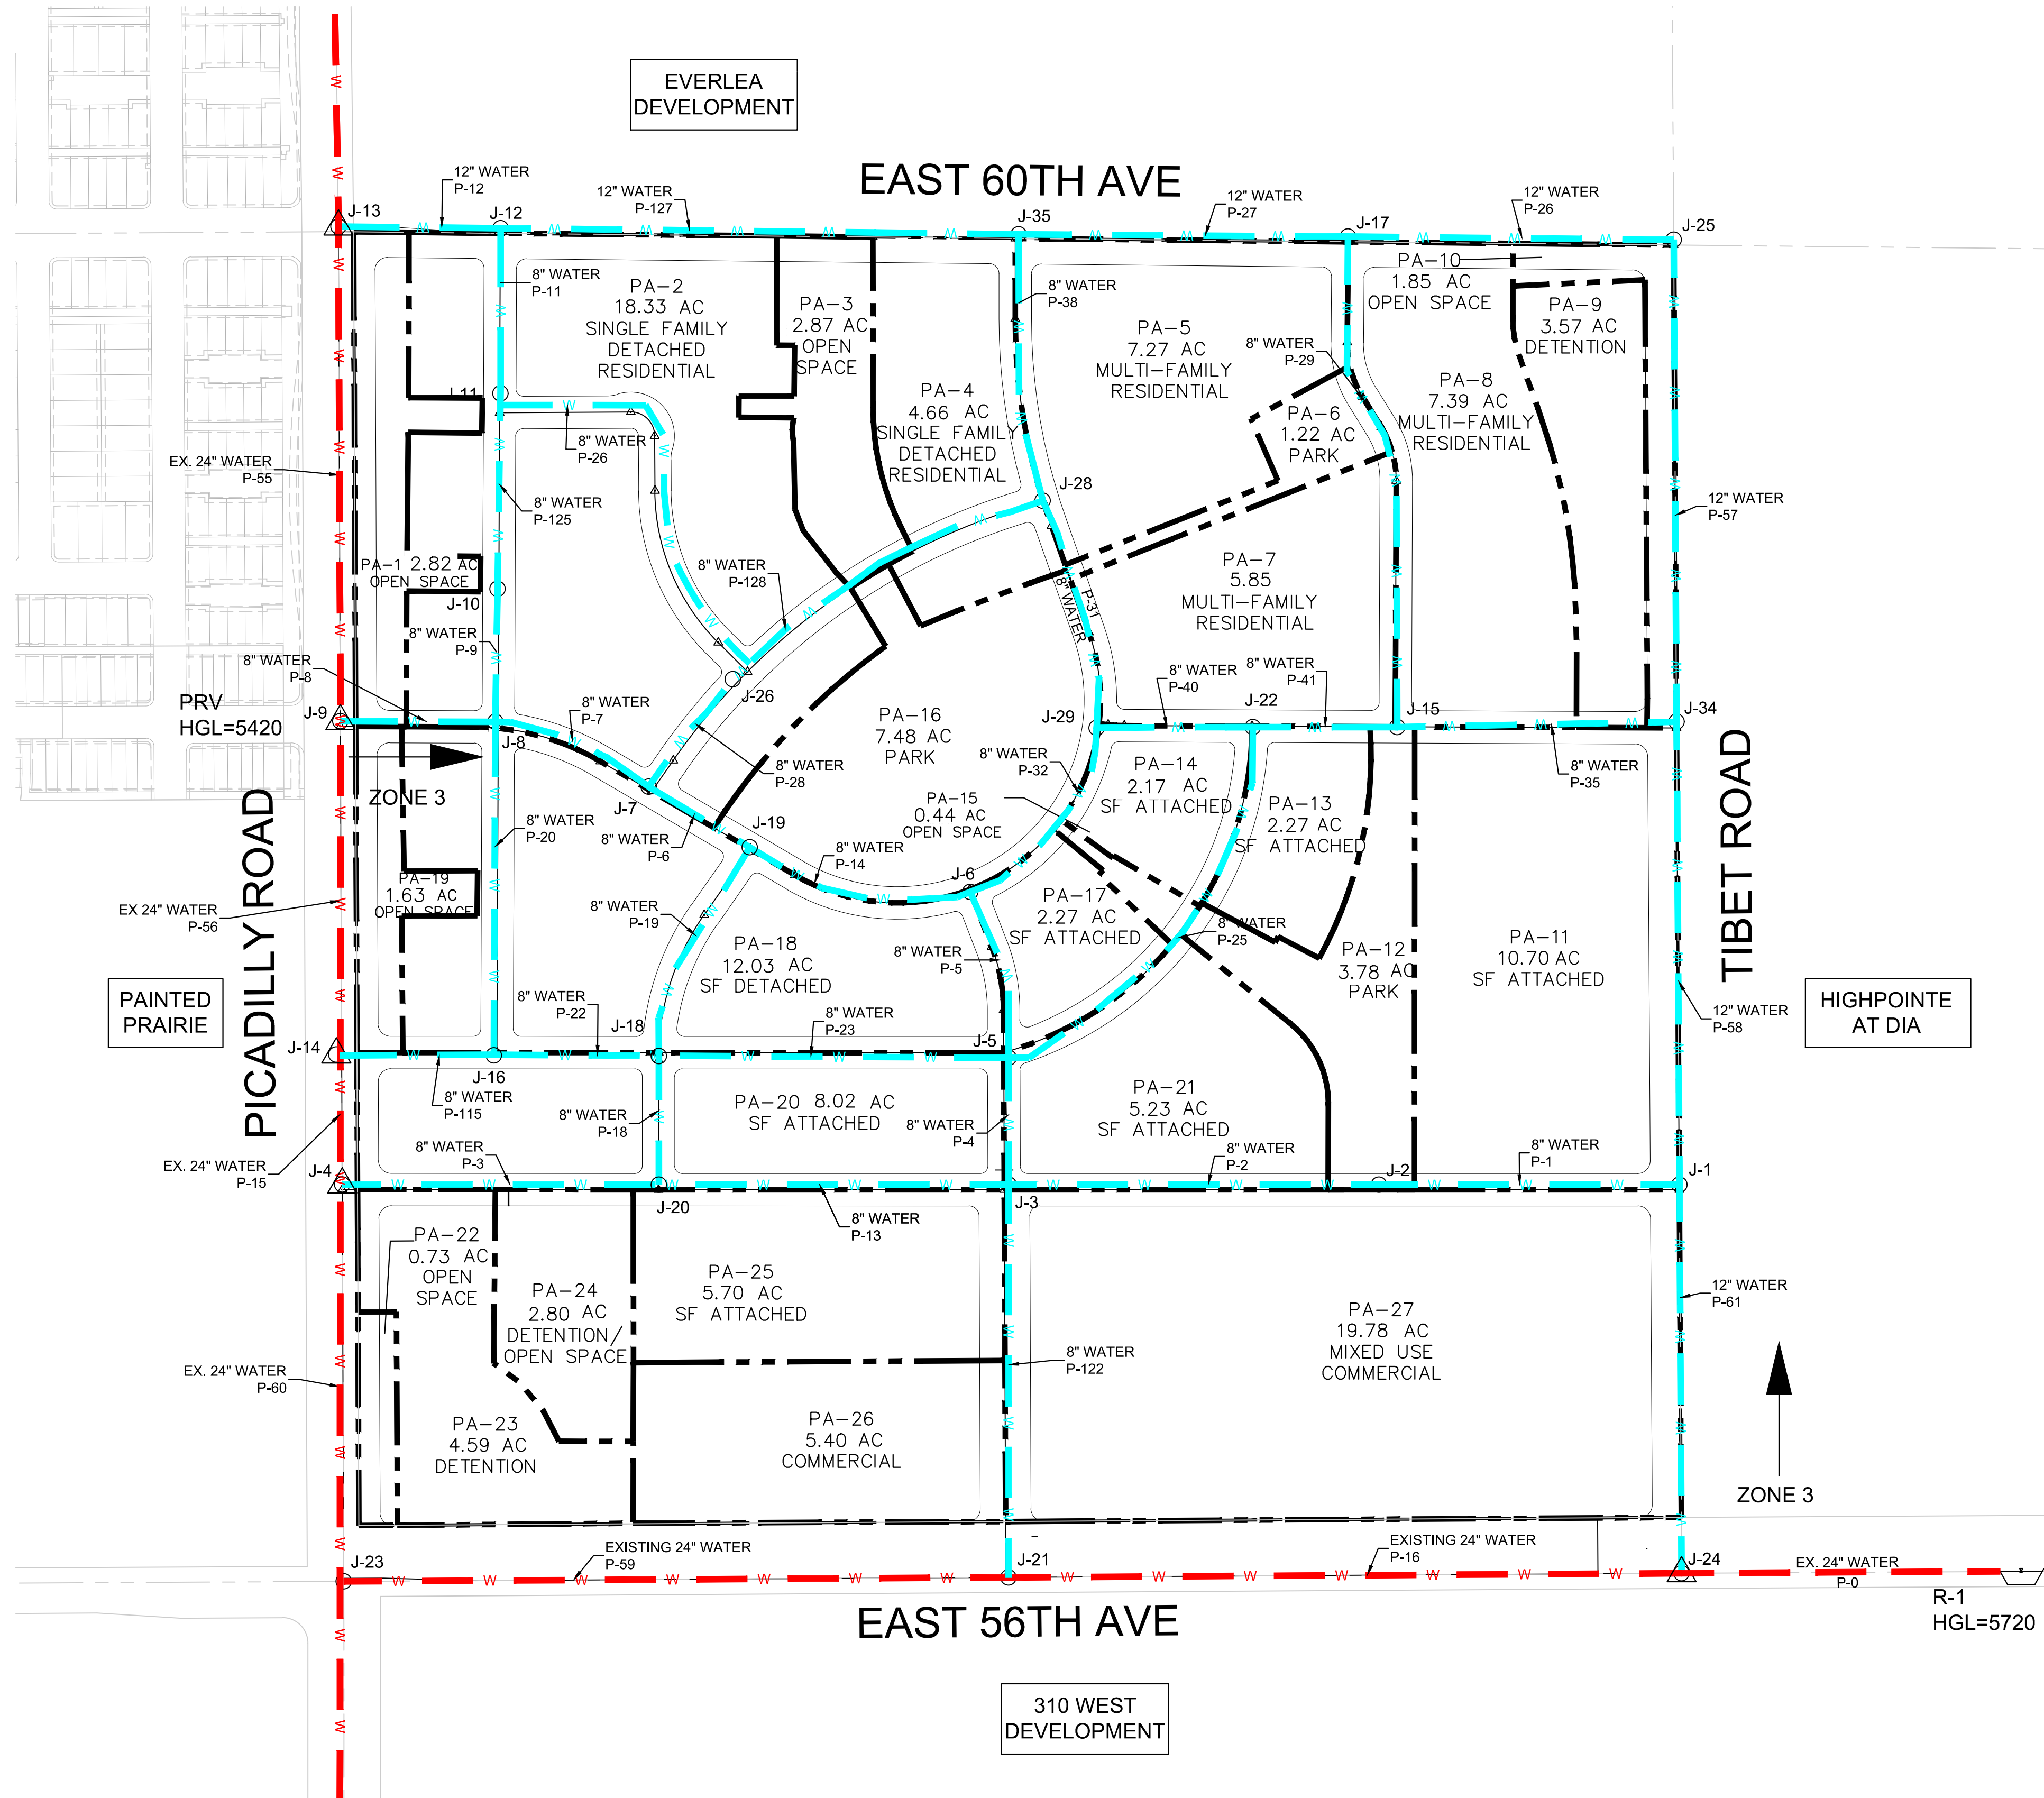 EVERLEA
DEVELOPMENT
EAST 60TH AVE
12" WATER
P-12
12" WATER
P-127
12" WATER
P-27
12" WATER
P-26
J-13
J-12
J-35
J-17
J-25
8" WATER
P-11
PA-2
18.33 AC
SINGLE FAMILY
DETACHED
RESIDENTIAL
PA-3
2.87 AC
OPEN
SPACE
8" WATER
P-38
PA-5
7.27 AC
MULTI-FAMILY
RESIDENTIAL
PA-10
1.85 AC
OPEN SPACE
PA-9
3.57 AC
DETENTION
8" WATER
P-29
PA-4
4.66 AC
SINGLE FAMILY
DETACHED
RESIDENTIAL
PA-6
1.22 AC
PARK
PA-8
7.39 AC
MULTI-FAMILY
RESIDENTIAL
J-11
8" WATER
P-26
EX. 24" WATER
P-55
8" WATER
P-125
J-28
12" WATER
P-57
PA-1 2.82 AC
OPEN SPACE
8" WATER
P-128
PA-7
5.85
MULTI-FAMILY
RESIDENTIAL
P-31
8" WATER
J-10
8" WATER
P-9
8" WATER
P-8
PRV
HGL=5420
J-9
8" WATER
P-7
J-26
J-8
PA-16
7.48 AC
PARK
J-29
8" WATER
P-40
8" WATER
P-41
J-22
J-15
J-34
8" WATER
P-28
8" WATER
P-32
PA-14
2.17 AC
SF ATTACHED
8" WATER
P-35
ZONE 3
J-7
PA-15
0.44 AC
OPEN SPACE
PA-13
2.27 AC
SF ATTACHED
8" WATER
P-20
8" WATER
P-6
J-19
8" WATER
P-14
PICADILLY ROAD
TIBET ROAD
PA-19
1.63 AC
OPEN SPACE
J-6
EX 24" WATER
P-56
8" WATER
P-19
PA-17
2.27 AC
SF ATTACHED
8" WATER
P-25
PA-18
12.03 AC
SF DETACHED
8" WATER
P-5
PA-12
3.78 AC
PARK
PA-11
10.70 AC
SF ATTACHED
PAINTED
PRAIRIE
HIGHPOINTE
AT DIA
8" WATER
P-22
8" WATER
P-23
12" WATER
P-58
J-14
J-18
J-5
J-16
8" WATER
P-115
8" WATER
P-18
PA-20 8.02 AC
SF ATTACHED
8" WATER
P-4
PA-21
5.23 AC
SF ATTACHED
EX. 24" WATER
P-15
J-4
8" WATER
P-3
8" WATER
P-2
J-2
8" WATER
P-1
J-1
J-20
J-3
8" WATER
P-13
PA-22
0.73 AC
OPEN
SPACE
PA-24
2.80 AC
DETENTION/
OPEN SPACE
PA-25
5.70 AC
SF ATTACHED
12" WATER
P-61
PA-27
19.78 AC
MIXED USE
COMMERCIAL
EX. 24" WATER
P-60
8" WATER
P-122
PA-23
4.59 AC
DETENTION
PA-26
5.40 AC
COMMERCIAL
ZONE 3
J-23
EXISTING 24" WATER
P-59
J-21
EXISTING 24" WATER
P-16
J-24
EX. 24" WATER
P-0
R-1
HGL=5720
EAST 56TH AVE
310 WEST
DEVELOPMENT